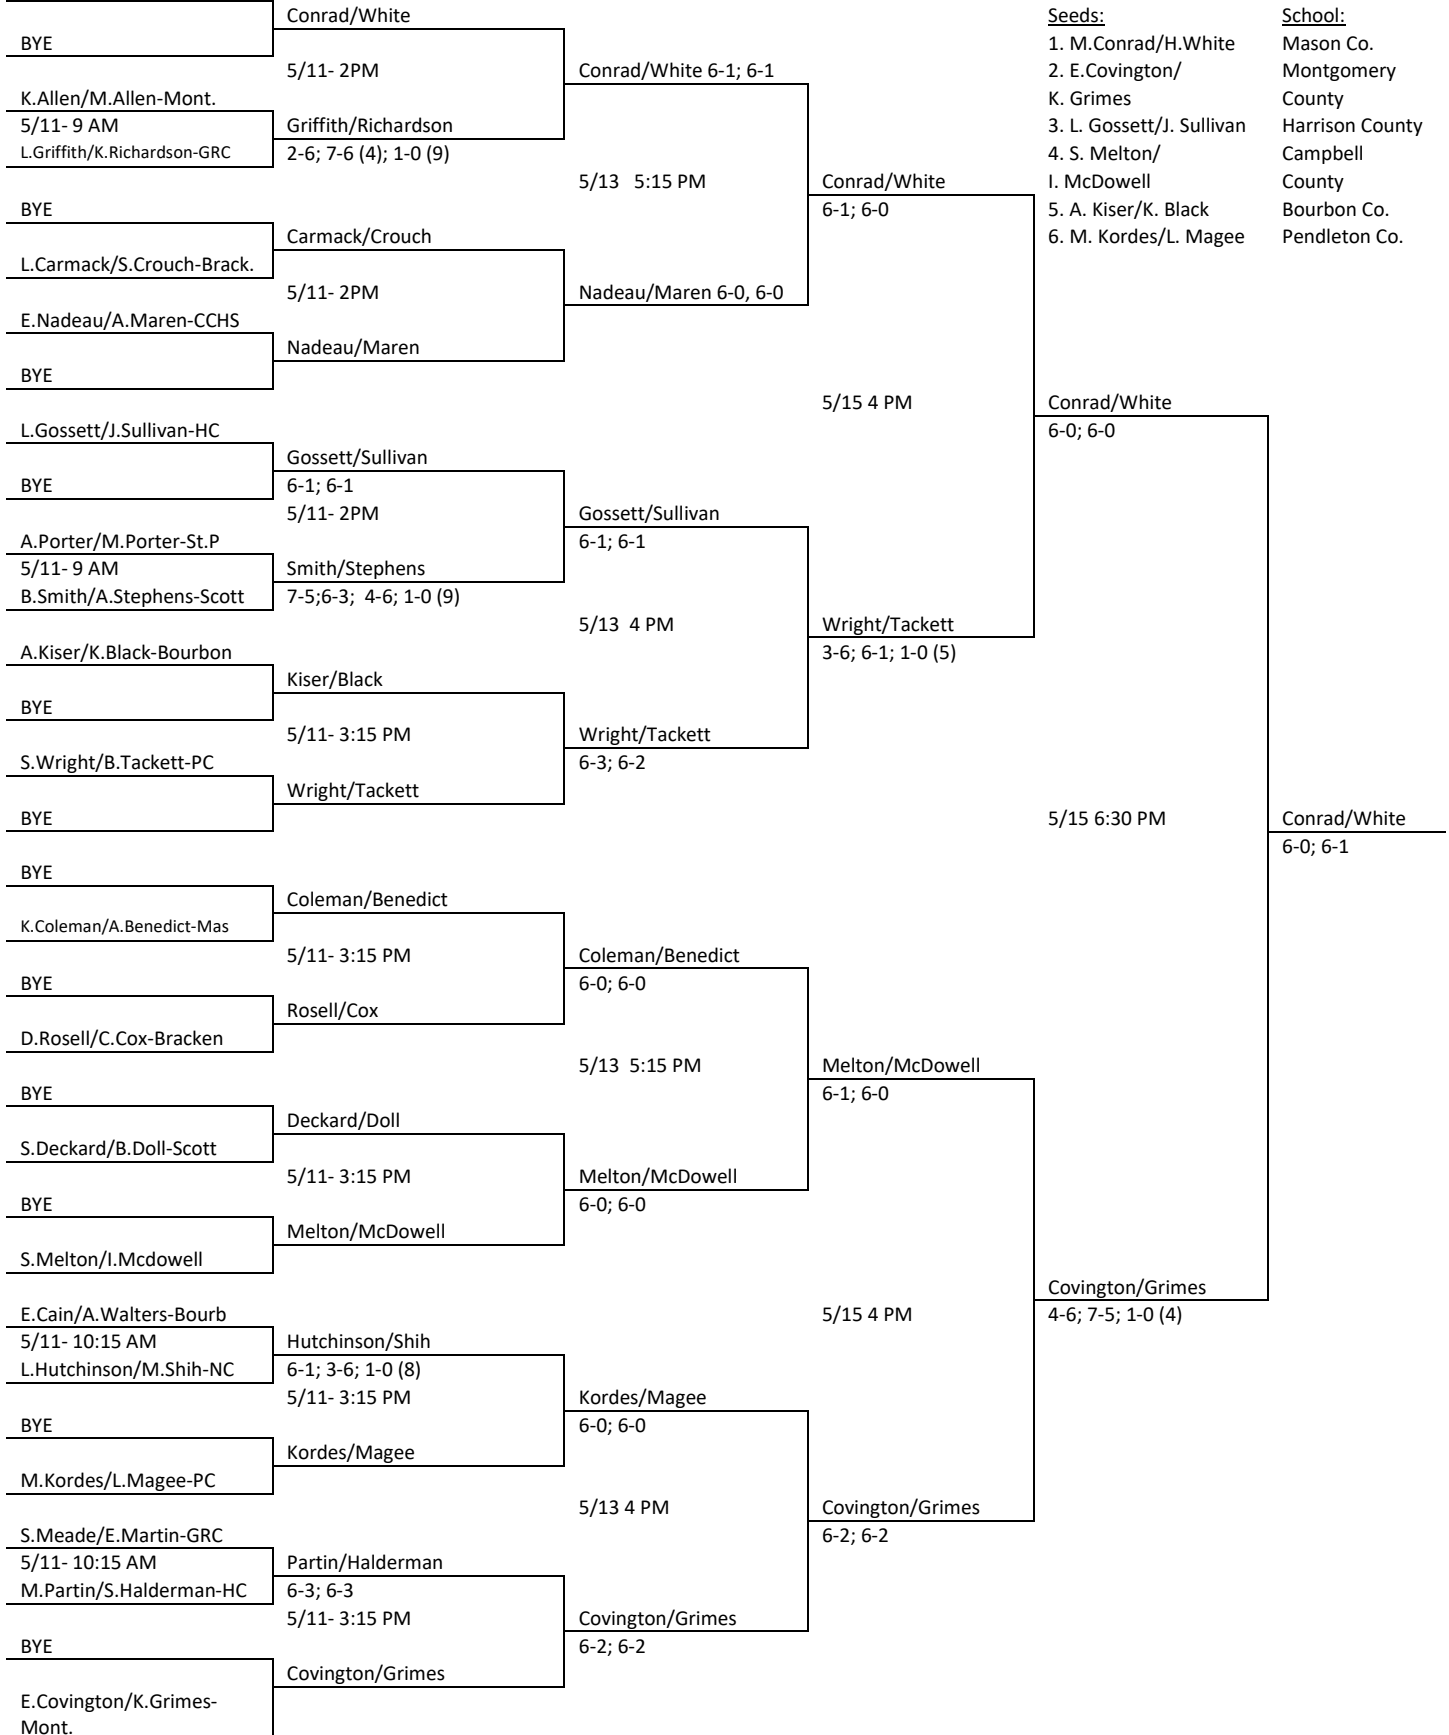 Conrad/White
Seeds:
School:
BYE
1. M.Conrad/H.White
Mason Co.
5/11- 2PM
Conrad/White 6-1; 6-1
2. E.Covington/
Montgomery
K.Allen/M.Allen-Mont.
K. Grimes
County
5/11- 9 AM
Griffith/Richardson
3. L. Gossett/J. Sullivan
Harrison County
L.Griffith/K.Richardson-GRC
2-6; 7-6 (4); 1-0 (9)
4. S. Melton/
Campbell
5/13 5:15 PM
Conrad/White
I. McDowell
County
BYE
6-1; 6-0
5. A. Kiser/K. Black
Bourbon Co.
Carmack/Crouch
6. M. Kordes/L. Magee
Pendleton Co.
L.Carmack/S.Crouch-Brack.
5/11- 2PM
Nadeau/Maren 6-0, 6-0
E.Nadeau/A.Maren-CCHS
Nadeau/Maren
BYE
5/15 4 PM
Conrad/White
L.Gossett/J.Sullivan-HC
6-0; 6-0
Gossett/Sullivan
BYE
6-1; 6-1
5/11- 2PM
Gossett/Sullivan
A.Porter/M.Porter-St.P
6-1; 6-1
5/11- 9 AM
Smith/Stephens
B.Smith/A.Stephens-Scott
7-5;6-3; 4-6; 1-0 (9)
5/13 4 PM
Wright/Tackett
A.Kiser/K.Black-Bourbon
3-6; 6-1; 1-0 (5)
Kiser/Black
BYE
5/11- 3:15 PM
Wright/Tackett
S.Wright/B.Tackett-PC
6-3; 6-2
Wright/Tackett
BYE
5/15 6:30 PM
Conrad/White
6-0; 6-1
BYE
Coleman/Benedict
K.Coleman/A.Benedict-Mas
5/11- 3:15 PM
Coleman/Benedict
BYE
6-0; 6-0
Rosell/Cox
D.Rosell/C.Cox-Bracken
5/13 5:15 PM
Melton/McDowell
BYE
6-1; 6-0
Deckard/Doll
S.Deckard/B.Doll-Scott
5/11- 3:15 PM
Melton/McDowell
BYE
6-0; 6-0
Melton/McDowell
S.Melton/I.Mcdowell
Covington/Grimes
E.Cain/A.Walters-Bourb
5/15 4 PM
4-6; 7-5; 1-0 (4)
5/11- 10:15 AM
Hutchinson/Shih
L.Hutchinson/M.Shih-NC
6-1; 3-6; 1-0 (8)
5/11- 3:15 PM
Kordes/Magee
BYE
6-0; 6-0
Kordes/Magee
M.Kordes/L.Magee-PC
5/13 4 PM
Covington/Grimes
S.Meade/E.Martin-GRC
6-2; 6-2
5/11- 10:15 AM
Partin/Halderman
M.Partin/S.Halderman-HC
6-3; 6-3
5/11- 3:15 PM
Covington/Grimes
BYE
6-2; 6-2
Covington/Grimes
E.Covington/K.Grimes-
Mont.